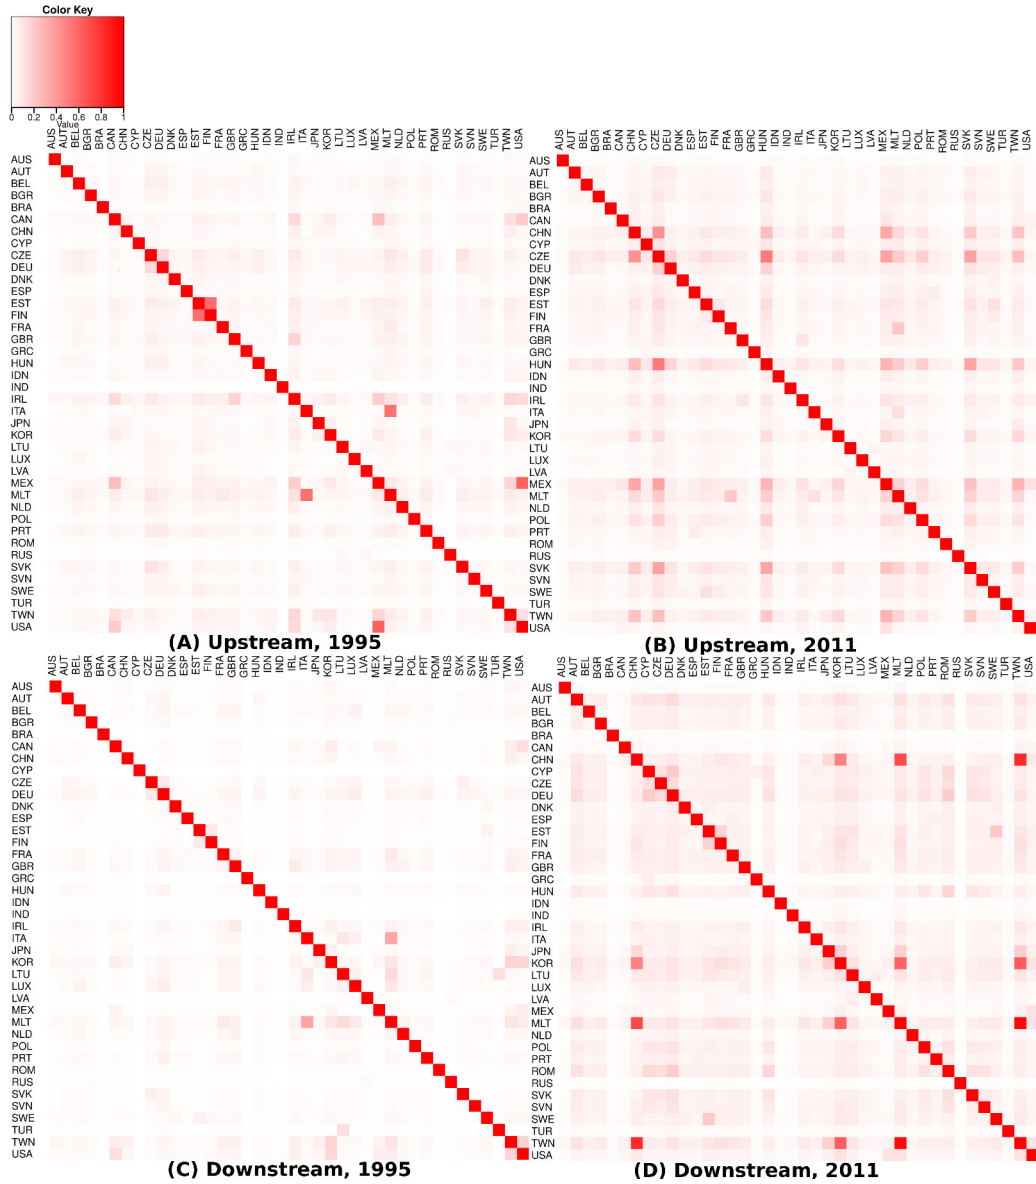 Color Key
0 0.2 0.4 0.6 0.8 1
Value
AUS AUT BEL BGR BRA CAN CHN CYP CZE DEU DNK ESP EST FIN FRA GBR GRC HUN IDN IND IRL ITA JPN KOR LTU LUX LVA MEX MLT NLD POL PRT ROM RUS SVK SVN SWE TUR TWN USA
AUS
AUT
BEL
BGR
BRA
CAN
CHN
CYP
CZE
DEU
DNK
ESP
EST
FIN
FRA
GBR
GRC
HUN
IDN
IND
IRL
ITA
JPN
KOR
LTU
LUX
LVA
MEX
MLT
NLD
POL
PRT
ROM
RUS
SVK
SVN
SWE
TUR
TWN
USA
(A) Upstream, 1995
AUS AUT BEL BGR BRA CAN CHN CYP CZE DEU DNK ESP EST FIN FRA GBR GRC HUN IDN IND IRL ITA JPN KOR LTU LUX LVA MEX MLT NLD POL PRT ROM RUS SVK SVN SWE TUR TWN USA
AUS
AUT
BEL
BGR
BRA
CAN
CHN
CYP
CZE
DEU
DNK
ESP
EST
FIN
FRA
GBR
GRC
HUN
IDN
IND
IRL
ITA
JPN
KOR
LTU
LUX
LVA
MEX
MLT
NLD
POL
PRT
ROM
RUS
SVK
SVN
SWE
TUR
TWN
USA
(B) Upstream, 2011
AUS AUT BEL BGR BRA CAN CHN CYP CZE DEU DNK ESP EST FIN FRA GBR GRC HUN IDN IND IRL ITA JPN KOR LTU LUX LVA MEX MLT NLD POL PRT ROM RUS SVK SVN SWE TUR TWN USA
AUS
AUT
BEL
BGR
BRA
CAN
CHN
CYP
CZE
DEU
DNK
ESP
EST
FIN
FRA
GBR
GRC
HUN
IDN
IND
IRL
ITA
JPN
KOR
LTU
LUX
LVA
MEX
MLT
NLD
POL
PRT
ROM
RUS
SVK
SVN
SWE
TUR
TWN
USA
(C) Downstream, 1995
AUS AUT BEL BGR BRA CAN CHN CYP CZE DEU DNK ESP EST FIN FRA GBR GRC HUN IDN IND IRL ITA JPN KOR LTU LUX LVA MEX MLT NLD POL PRT ROM RUS SVK SVN SWE TUR TWN USA
AUS
AUT
BEL
BGR
BRA
CAN
CHN
CYP
CZE
DEU
DNK
ESP
EST
FIN
FRA
GBR
GRC
HUN
IDN
IND
IRL
ITA
JPN
KOR
LTU
LUX
LVA
MEX
MLT
NLD
POL
PRT
ROM
RUS
SVK
SVN
SWE
TUR
TWN
USA
(D) Downstream, 2011